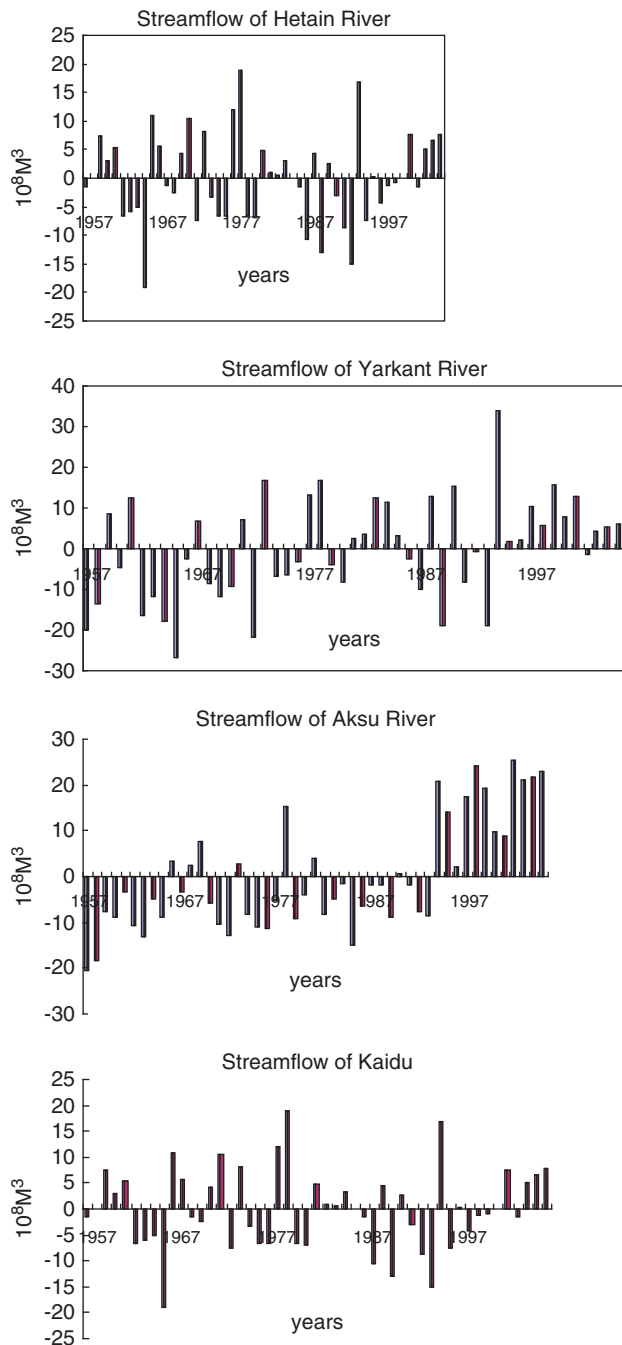 Streamflow of Hetain River
25
20
15
10
5
0
-5
-10
-15
-20
-25
10⁸M³
1957 1967 1977 1987 1997
years
Streamflow of Yarkant River
40
30
20
10
0
-10
-20
-30
10⁸M³
1957 1967 1977 1987 1997
years
Streamflow of Aksu River
30
20
10
0
-10
-20
-30
10⁸M³
1957 1967 1977 1987 1997
years
Streamflow of Kaidu
25
20
15
10
5
0
-5
-10
-15
-20
-25
10⁸M³
1957 1967 1977 1987 1997
years